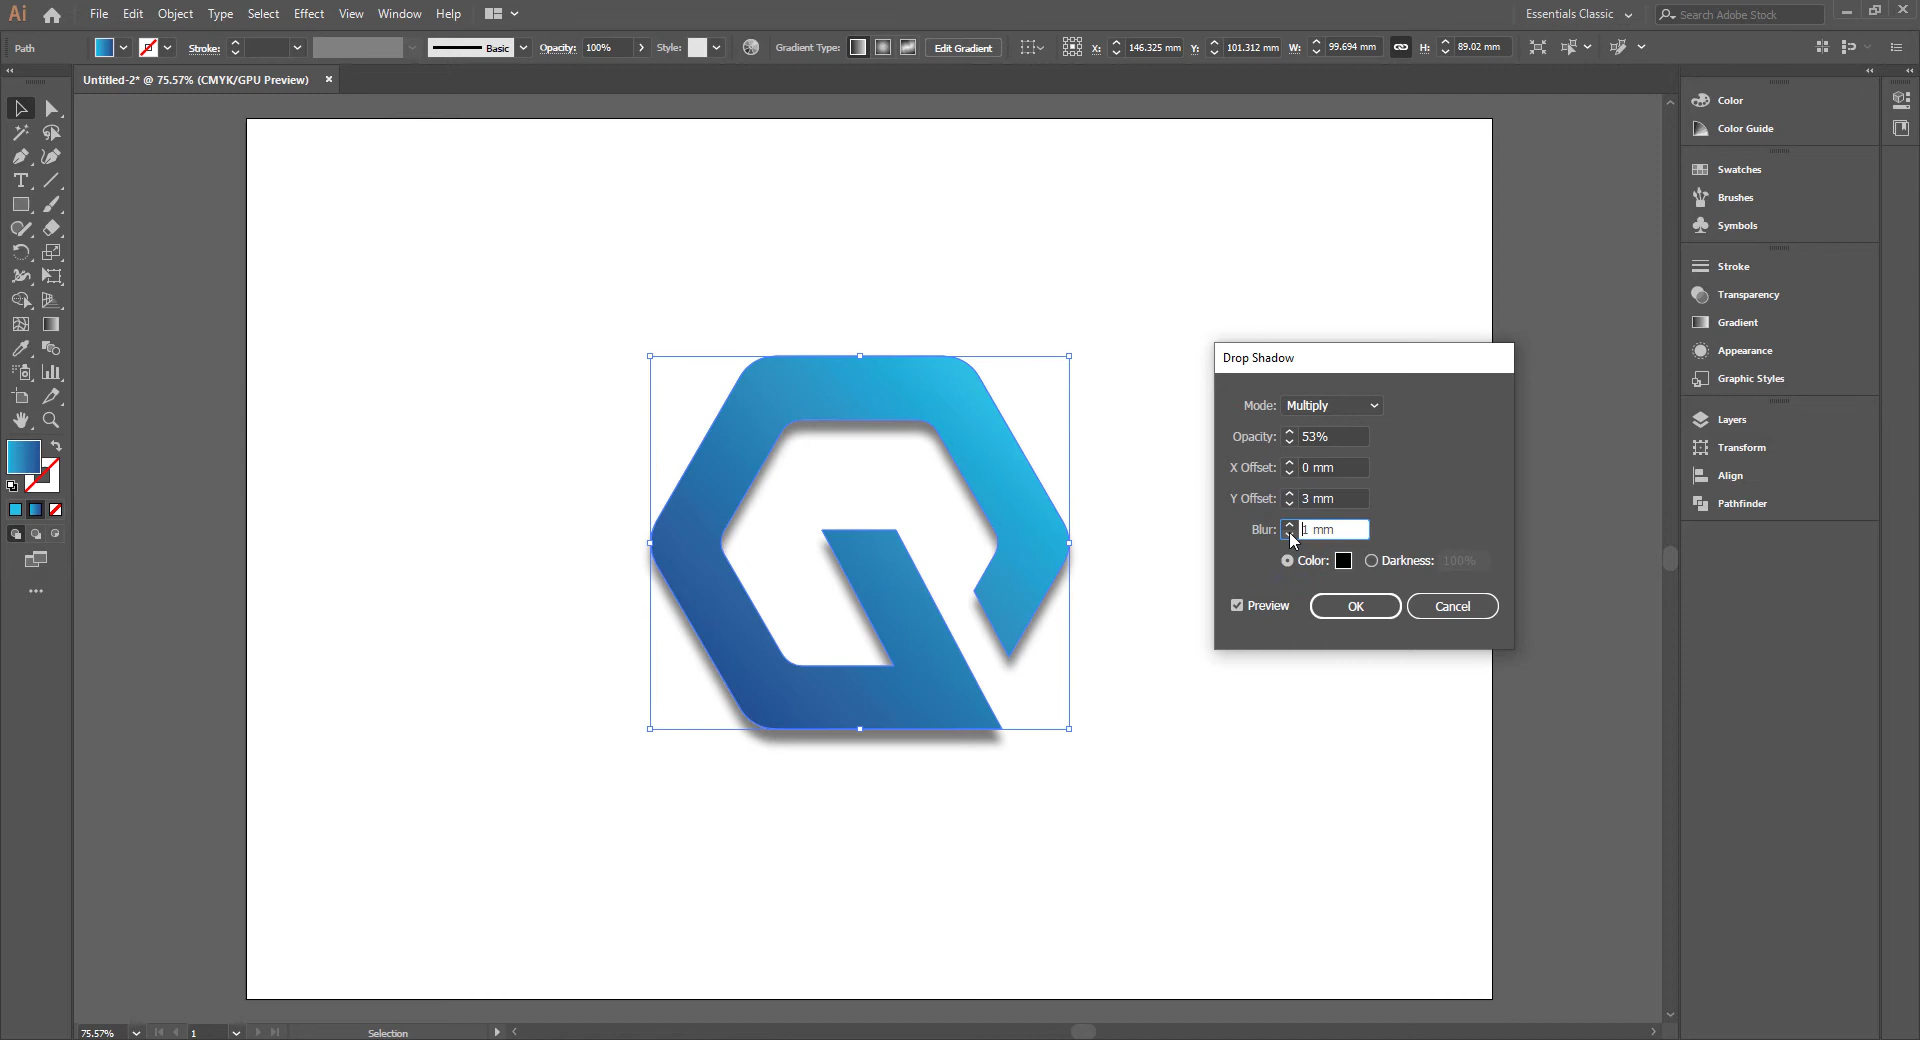 Ai File Edit Object Type Select Effect View Window Help Essentials Classic Search Adobe Stock
Path Stroke: Basic Opacity: 100% Style: Gradient Type: Edit Gradient X: 146.325 mm Y: 101.312 mm W: 99.694 mm H: 89.02 mm
Untitled-2* @ 75.57% (CMYK/GPU Preview)
Color
Color Guide
Swatches
Brushes
Symbols
Stroke
Transparency
Gradient
Appearance
Graphic Styles
Layers
Transform
Align
Pathfinder
Drop Shadow
Mode: Multiply
Opacity: 53%
X Offset: 0 mm
Y Offset: 3 mm
Blur: 1 mm
Color: Darkness: 100%
Preview OK Cancel
75.57% 1 Selection